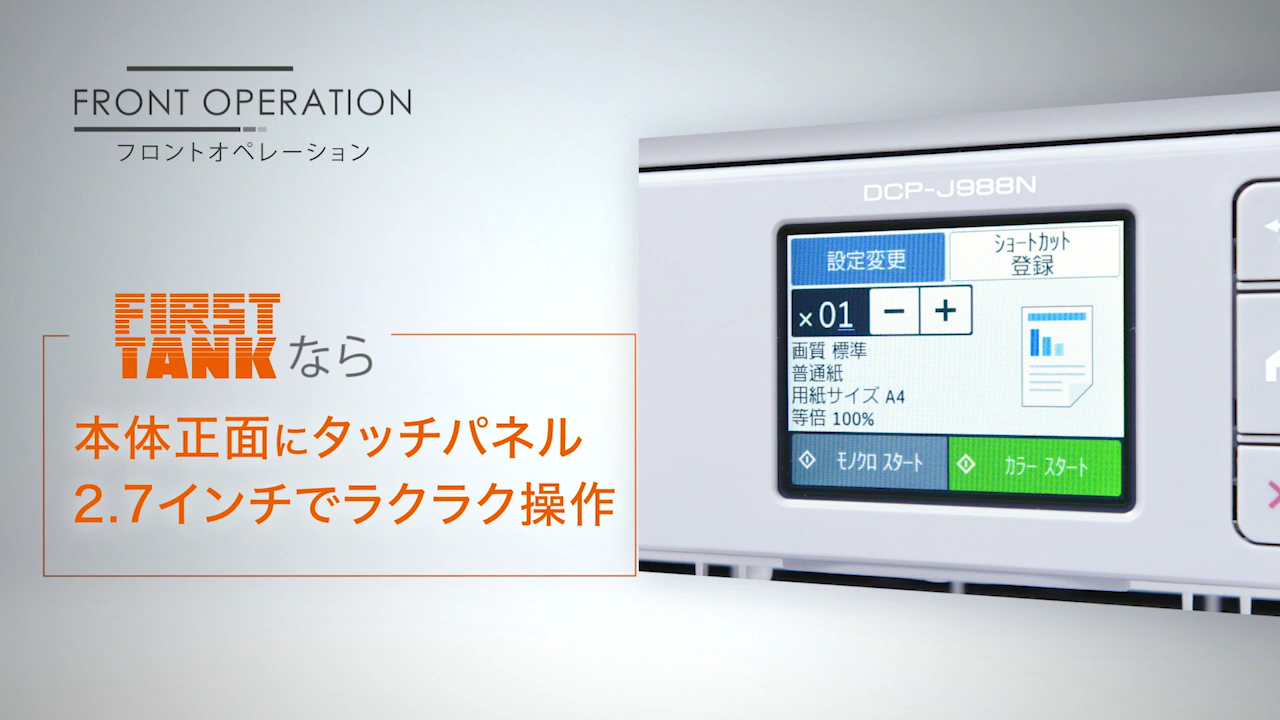 FRONT OPERATION
フロントオペレーション
FIRST
TANKなら
本体正面にタッチパネル
2.7インチでラクラク操作
DCP-J988N
設定変更
ショートカット
登録
×01
−
+
画質 標準
普通紙
用紙サイズ A4
等倍 100%
モノクロ スタート
カラー スタート